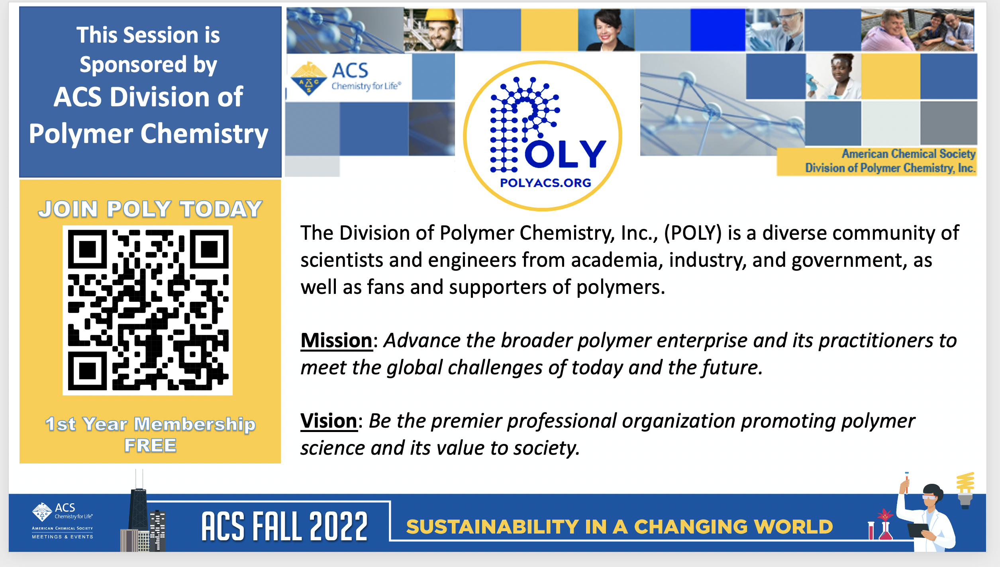 This Session is
Sponsored by
ACS Division of
Polymer Chemistry
ACS
Chemistry for Life®
A C S
OLY
POLYACS.ORG
American Chemical Society
Division of Polymer Chemistry, Inc.
JOIN POLY TODAY
1st Year Membership
FREE
The Division of Polymer Chemistry, Inc., (POLY) is a diverse community of
scientists and engineers from academia, industry, and government, as
well as fans and supporters of polymers.
Mission: Advance the broader polymer enterprise and its practitioners to
meet the global challenges of today and the future.
Vision: Be the premier professional organization promoting polymer
science and its value to society.
ACS
Chemistry for Life®
A C S
AMERICAN CHEMICAL SOCIETY
MEETINGS & EVENTS
ACS FALL 2022
SUSTAINABILITY IN A CHANGING WORLD